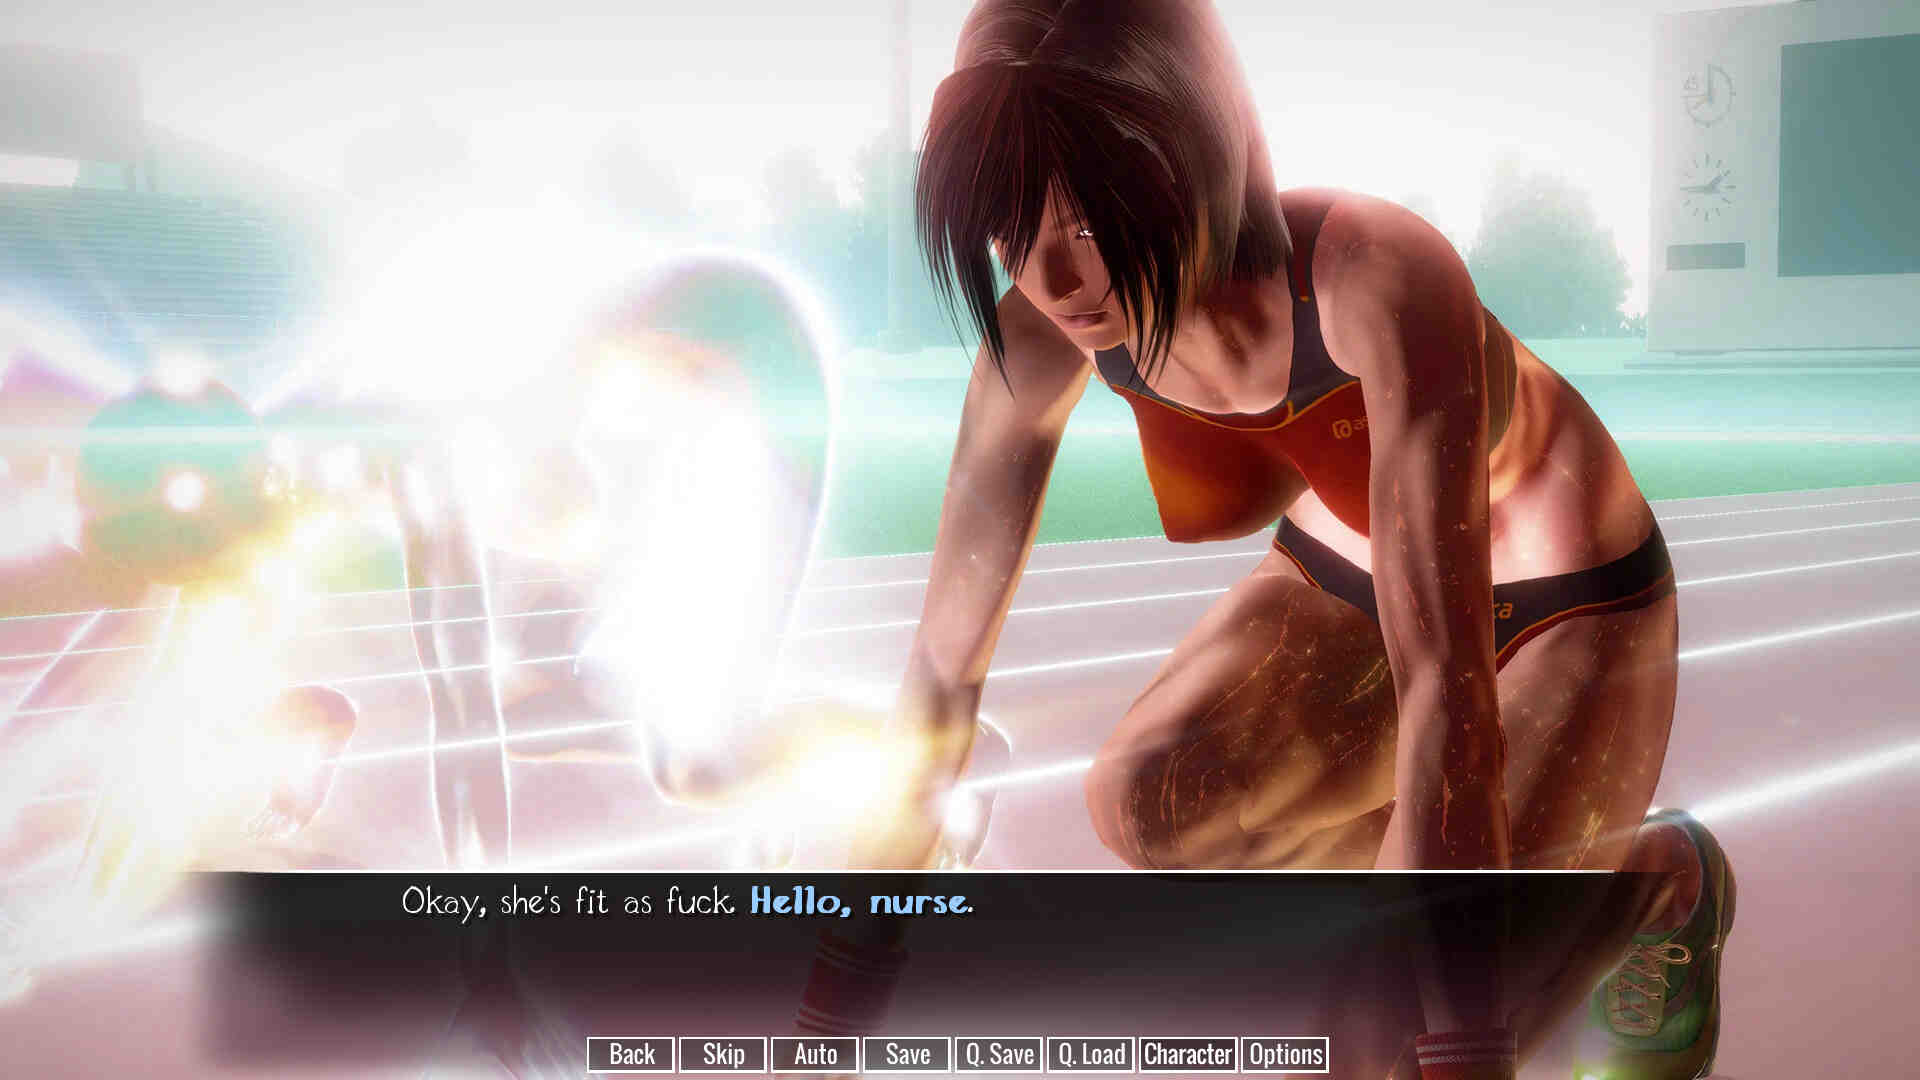 Okay, she's fit as fuck. Hello, nurse.
Back Skip Auto Save Q. Save Q. Load Character Options